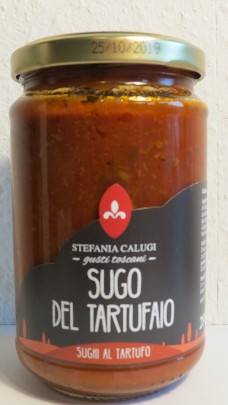 25/10/2019
STEFANIA CALUGI
gusti toscani
SUGO
DEL TARTUFAIO
SUGHI AL TARTUFO